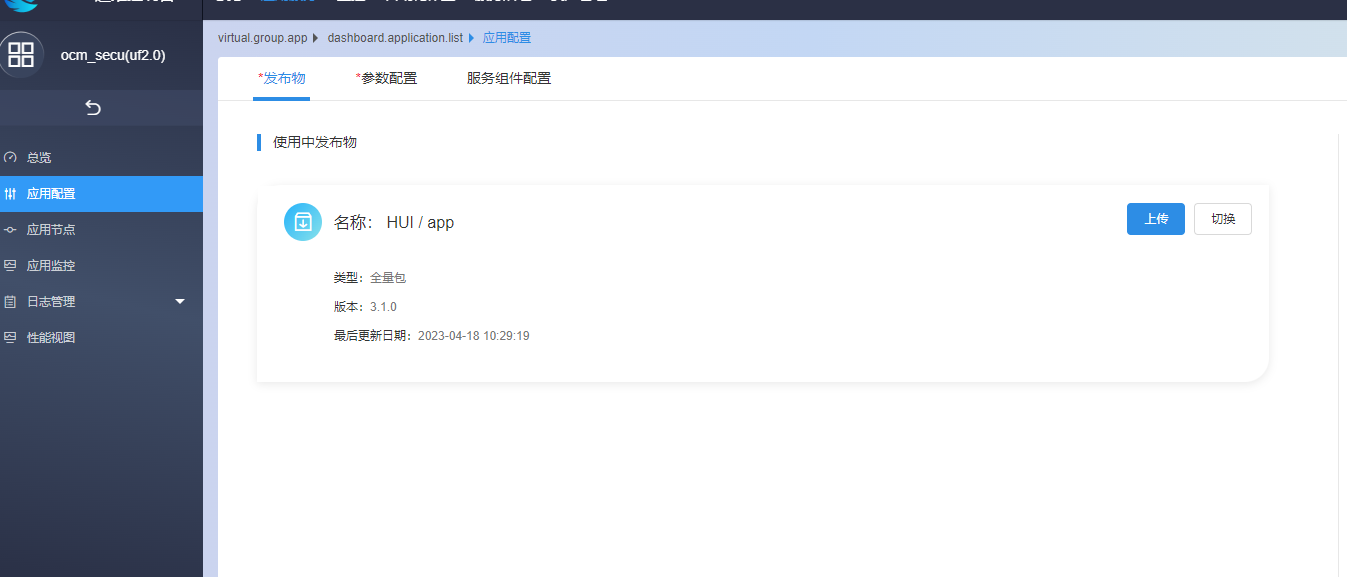 virtual.group.app dashboard.application.list 应用配置
ocm_secu(uf2.0)
*发布物 *参数配置 服务组件配置
使用中发布物
总览
应用配置
应用节点
应用监控
日志管理
性能视图
名称： HUI / app
上传 切换
类型：全量包
版本：3.1.0
最后更新日期：2023-04-18 10:29:19